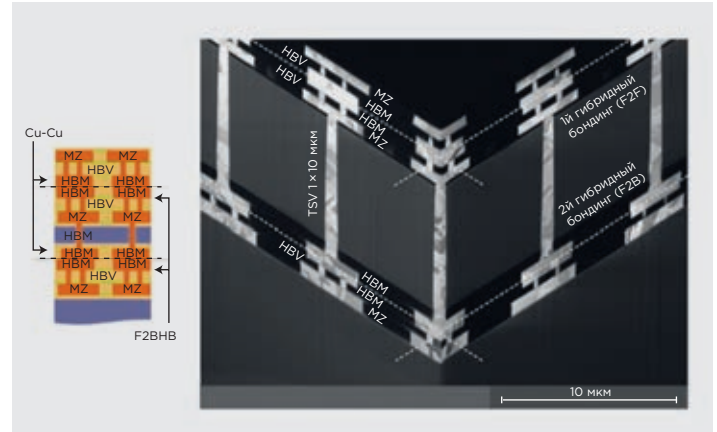 Cu-Cu
MZ MZ
HBV
HBM HBM
HBM HBM
HBV
MZ MZ
HBM
HBM HBM
HBM HBM
HBV
MZ MZ
F2BHB
HBV
HBV
MZ
HBM
HBM
MZ
TSV 1×10 мкм
HBV
HBM
HBM
MZ
1й гибридный
бондинг (F2F)
2й гибридный
бондинг (F2B)
10 мкм